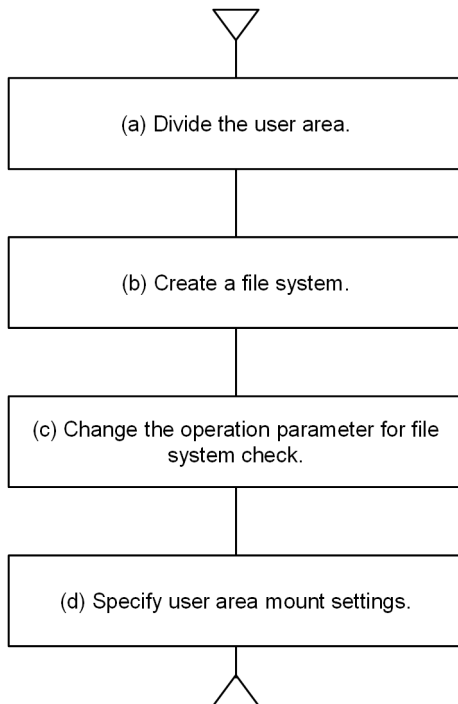 (a) Divide the user area.
(b) Create a file system.
(c) Change the operation parameter for file
system check.
(d) Specify user area mount settings.